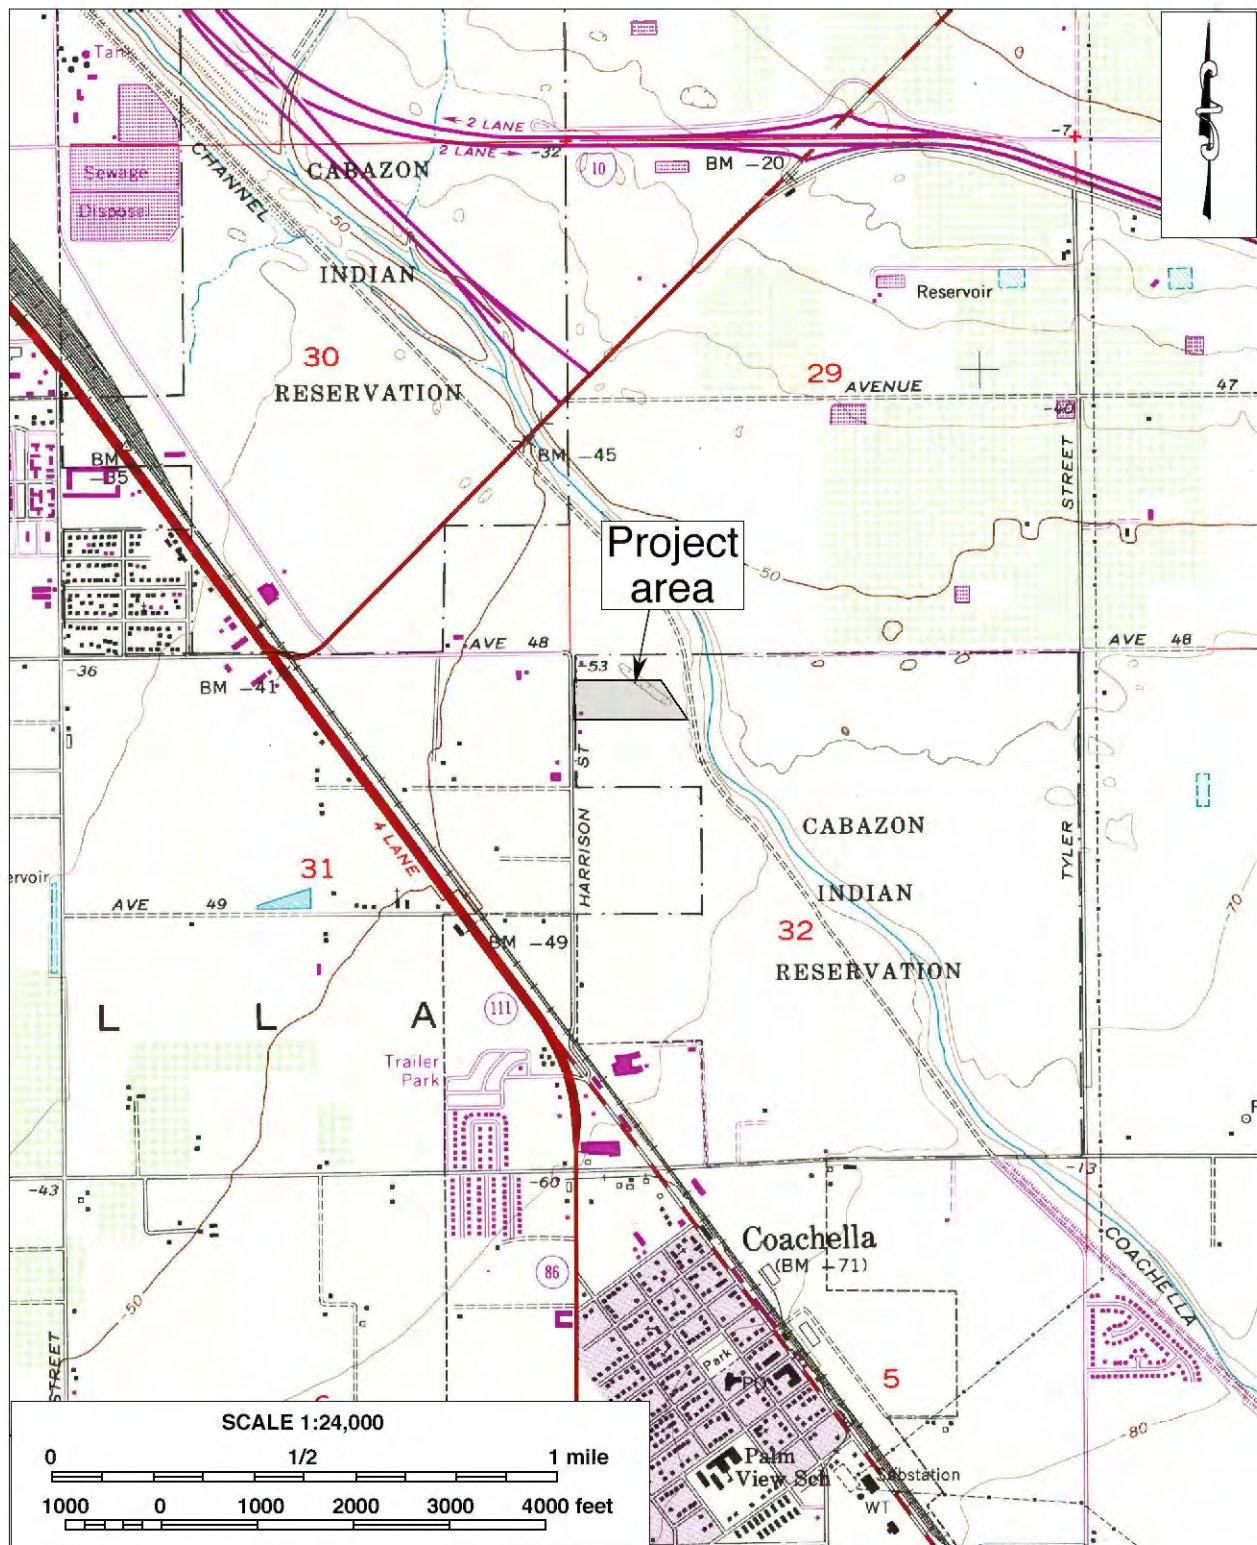 Tank
← 2 LANE
2 LANE →
-32
-7
10
BM -20
CHANNEL
CABAZON
Sewage
Disposal
-50
INDIAN
Reservoir
30
29
RESERVATION
AVENUE
47
-40
STREET
BM
-35
BM -45
Project
area
-50
AVE 48
AVE 48
-36
-53
BM -41
ST
HARRISON
TYLER
4 LANE
CABAZON
31
INDIAN
ervoir
AVE 49
32
-70
BM -49
RESERVATION
L L A
111
Trailer
Park
-43
-60
-13
Coachella
(BM -71)
COACHELLA
86
-50
STREET
Park
PO
5
6
-80
Palm
View Sch
Substation
WT
SCALE 1:24,000
0 1/2 1 mile
1000 0 1000 2000 3000 4000 feet